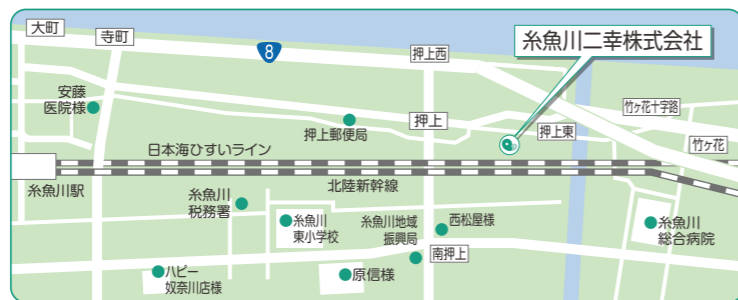 大町
寺町
8
押上西
糸魚川二幸株式会社
安藤
医院様
押上郵便局
押上
押上東
竹ヶ花十字路
竹ヶ花
日本海ひすいライン
北陸新幹線
糸魚川駅
糸魚川
税務署
糸魚川
東小学校
糸魚川地域
振興局
西松屋様
南押上
糸魚川
総合病院
ハピー
奴奈川店様
原信様